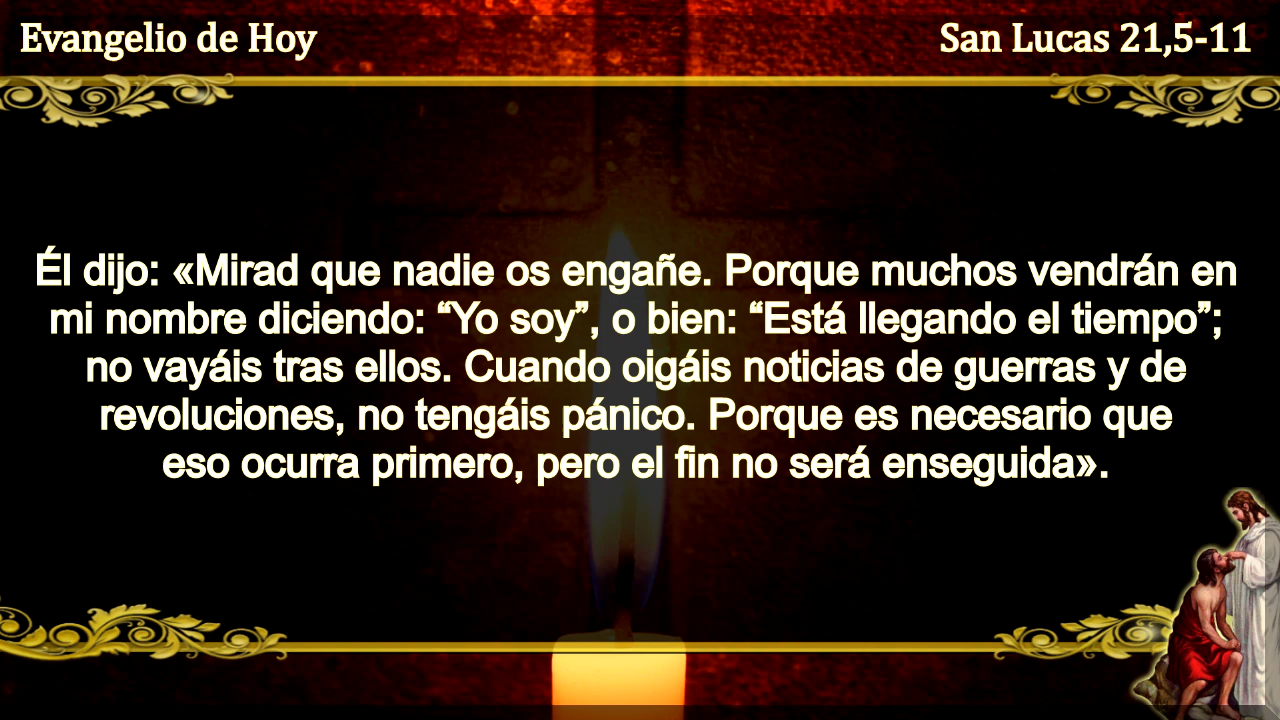 Evangelio de Hoy
San Lucas 21,5-11
Él dijo: «Mirad que nadie os engañe. Porque muchos vendrán en
mi nombre diciendo: “Yo soy”, o bien: “Está llegando el tiempo”;
no vayáis tras ellos. Cuando oigáis noticias de guerras y de
revoluciones, no tengáis pánico. Porque es necesario que
eso ocurra primero, pero el fin no será enseguida».